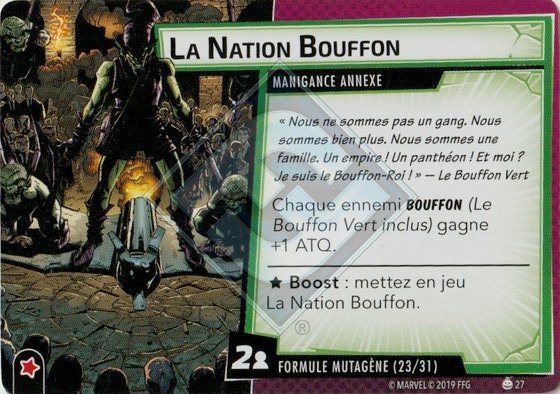 La Nation Bouffon
MANIGANCE ANNEXE
« Nous ne sommes pas un gang. Nous
sommes bien plus. Nous sommes une
famille. Un empire ! Un panthéon ! Et moi ?
Je suis le Bouffon-Roi ! » – Le Bouffon Vert
Chaque ennemi BOUFFON (Le
Bouffon Vert inclus) gagne
+1 ATQ.
★ Boost : mettez en jeu
La Nation Bouffon.
®
2
FORMULE MUTAGÈNE (23/31)
© MARVEL © 2019 FFG 27